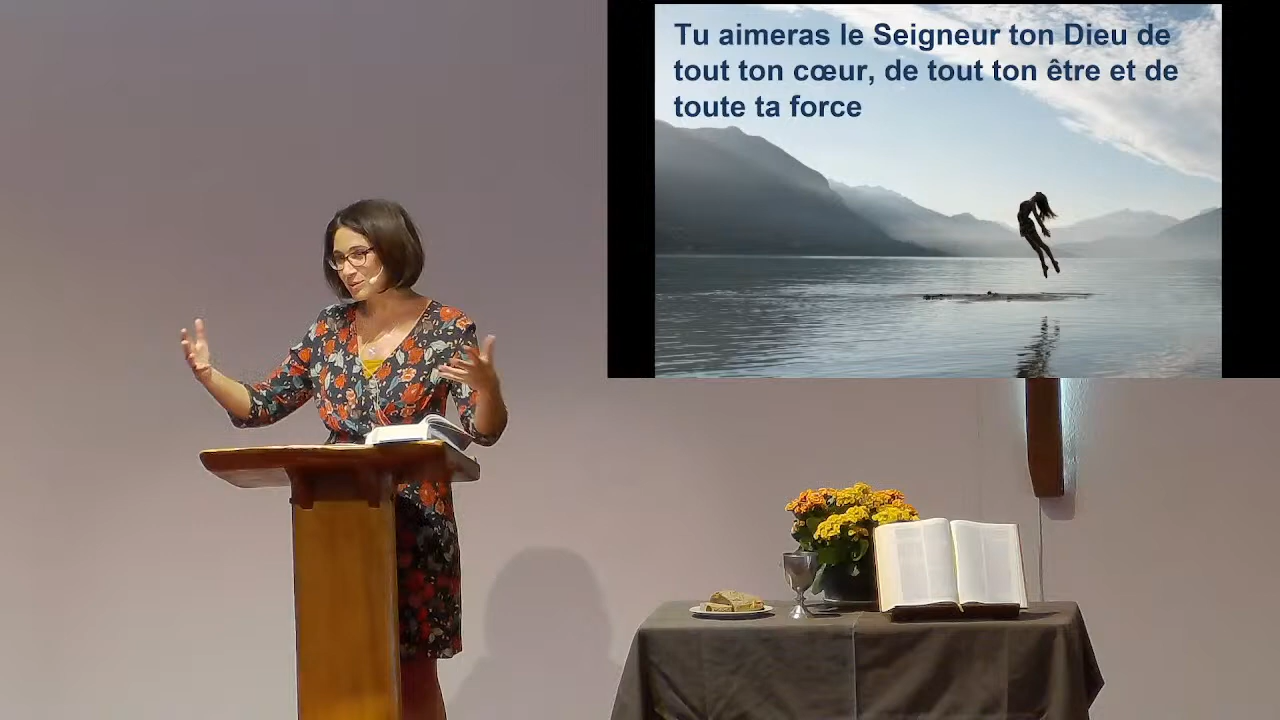 Tu aimeras le Seigneur ton Dieu de
tout ton cœur, de tout ton être et de
toute ta force